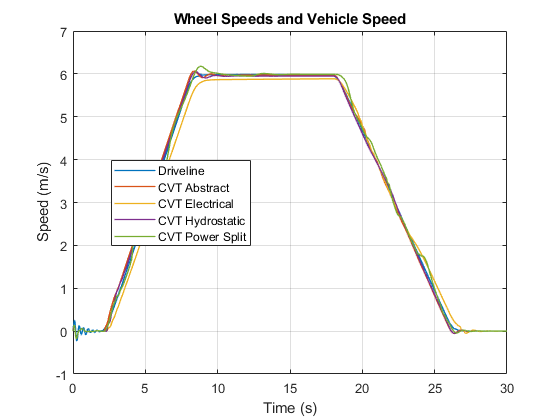 Wheel Speeds and Vehicle Speed
7
6
5
4
3
2
1
0
-1
Speed (m/s)
Driveline
CVT Abstract
CVT Electrical
CVT Hydrostatic
CVT Power Split
0 5 10 15 20 25 30
Time (s)